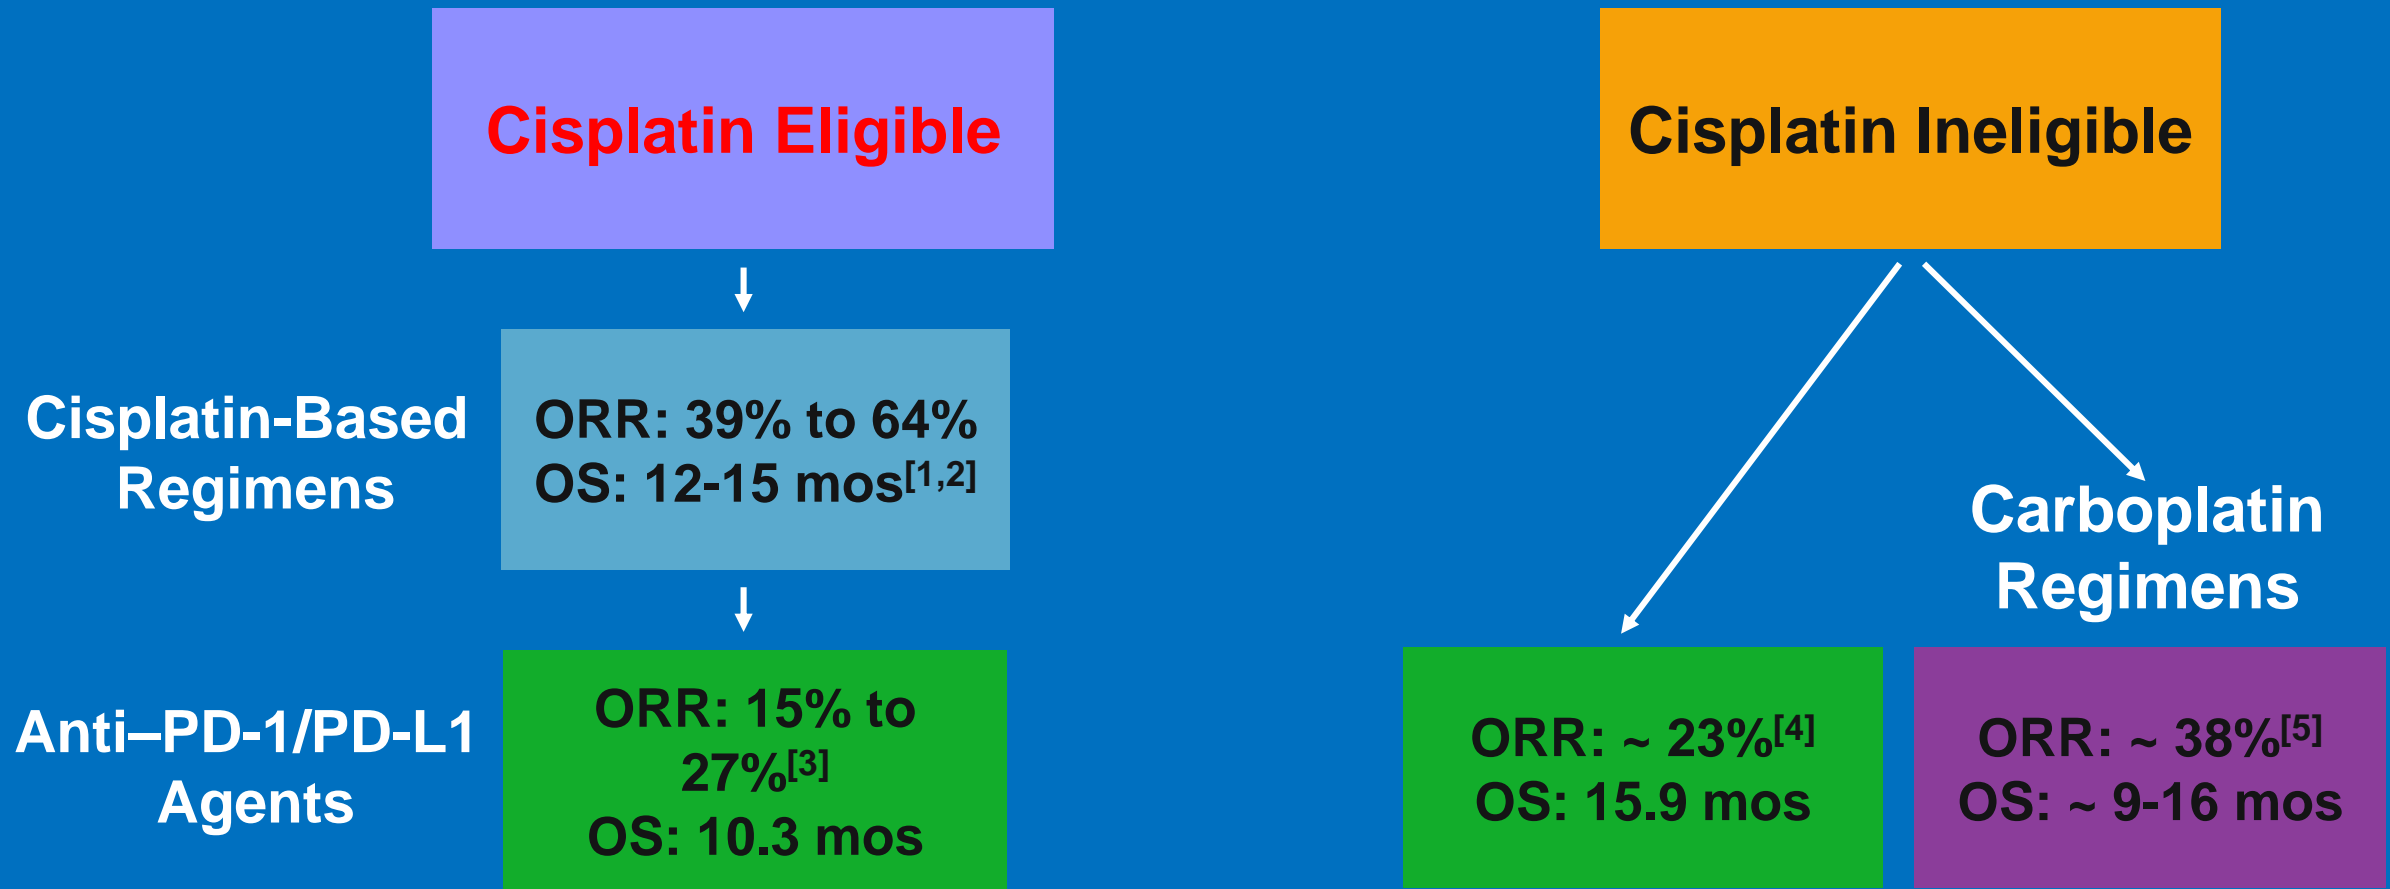 Cisplatin Eligible
Cisplatin Ineligible
Cisplatin-Based
Regimens
ORR: 39% to 64%
OS: 12-15 mos[1,2]
Carboplatin
Regimens
Anti–PD-1/PD-L1
Agents
ORR: 15% to
27%[3]
OS: 10.3 mos
ORR: ~ 23%[4]
OS: 15.9 mos
ORR: ~ 38%[5]
OS: ~ 9-16 mos